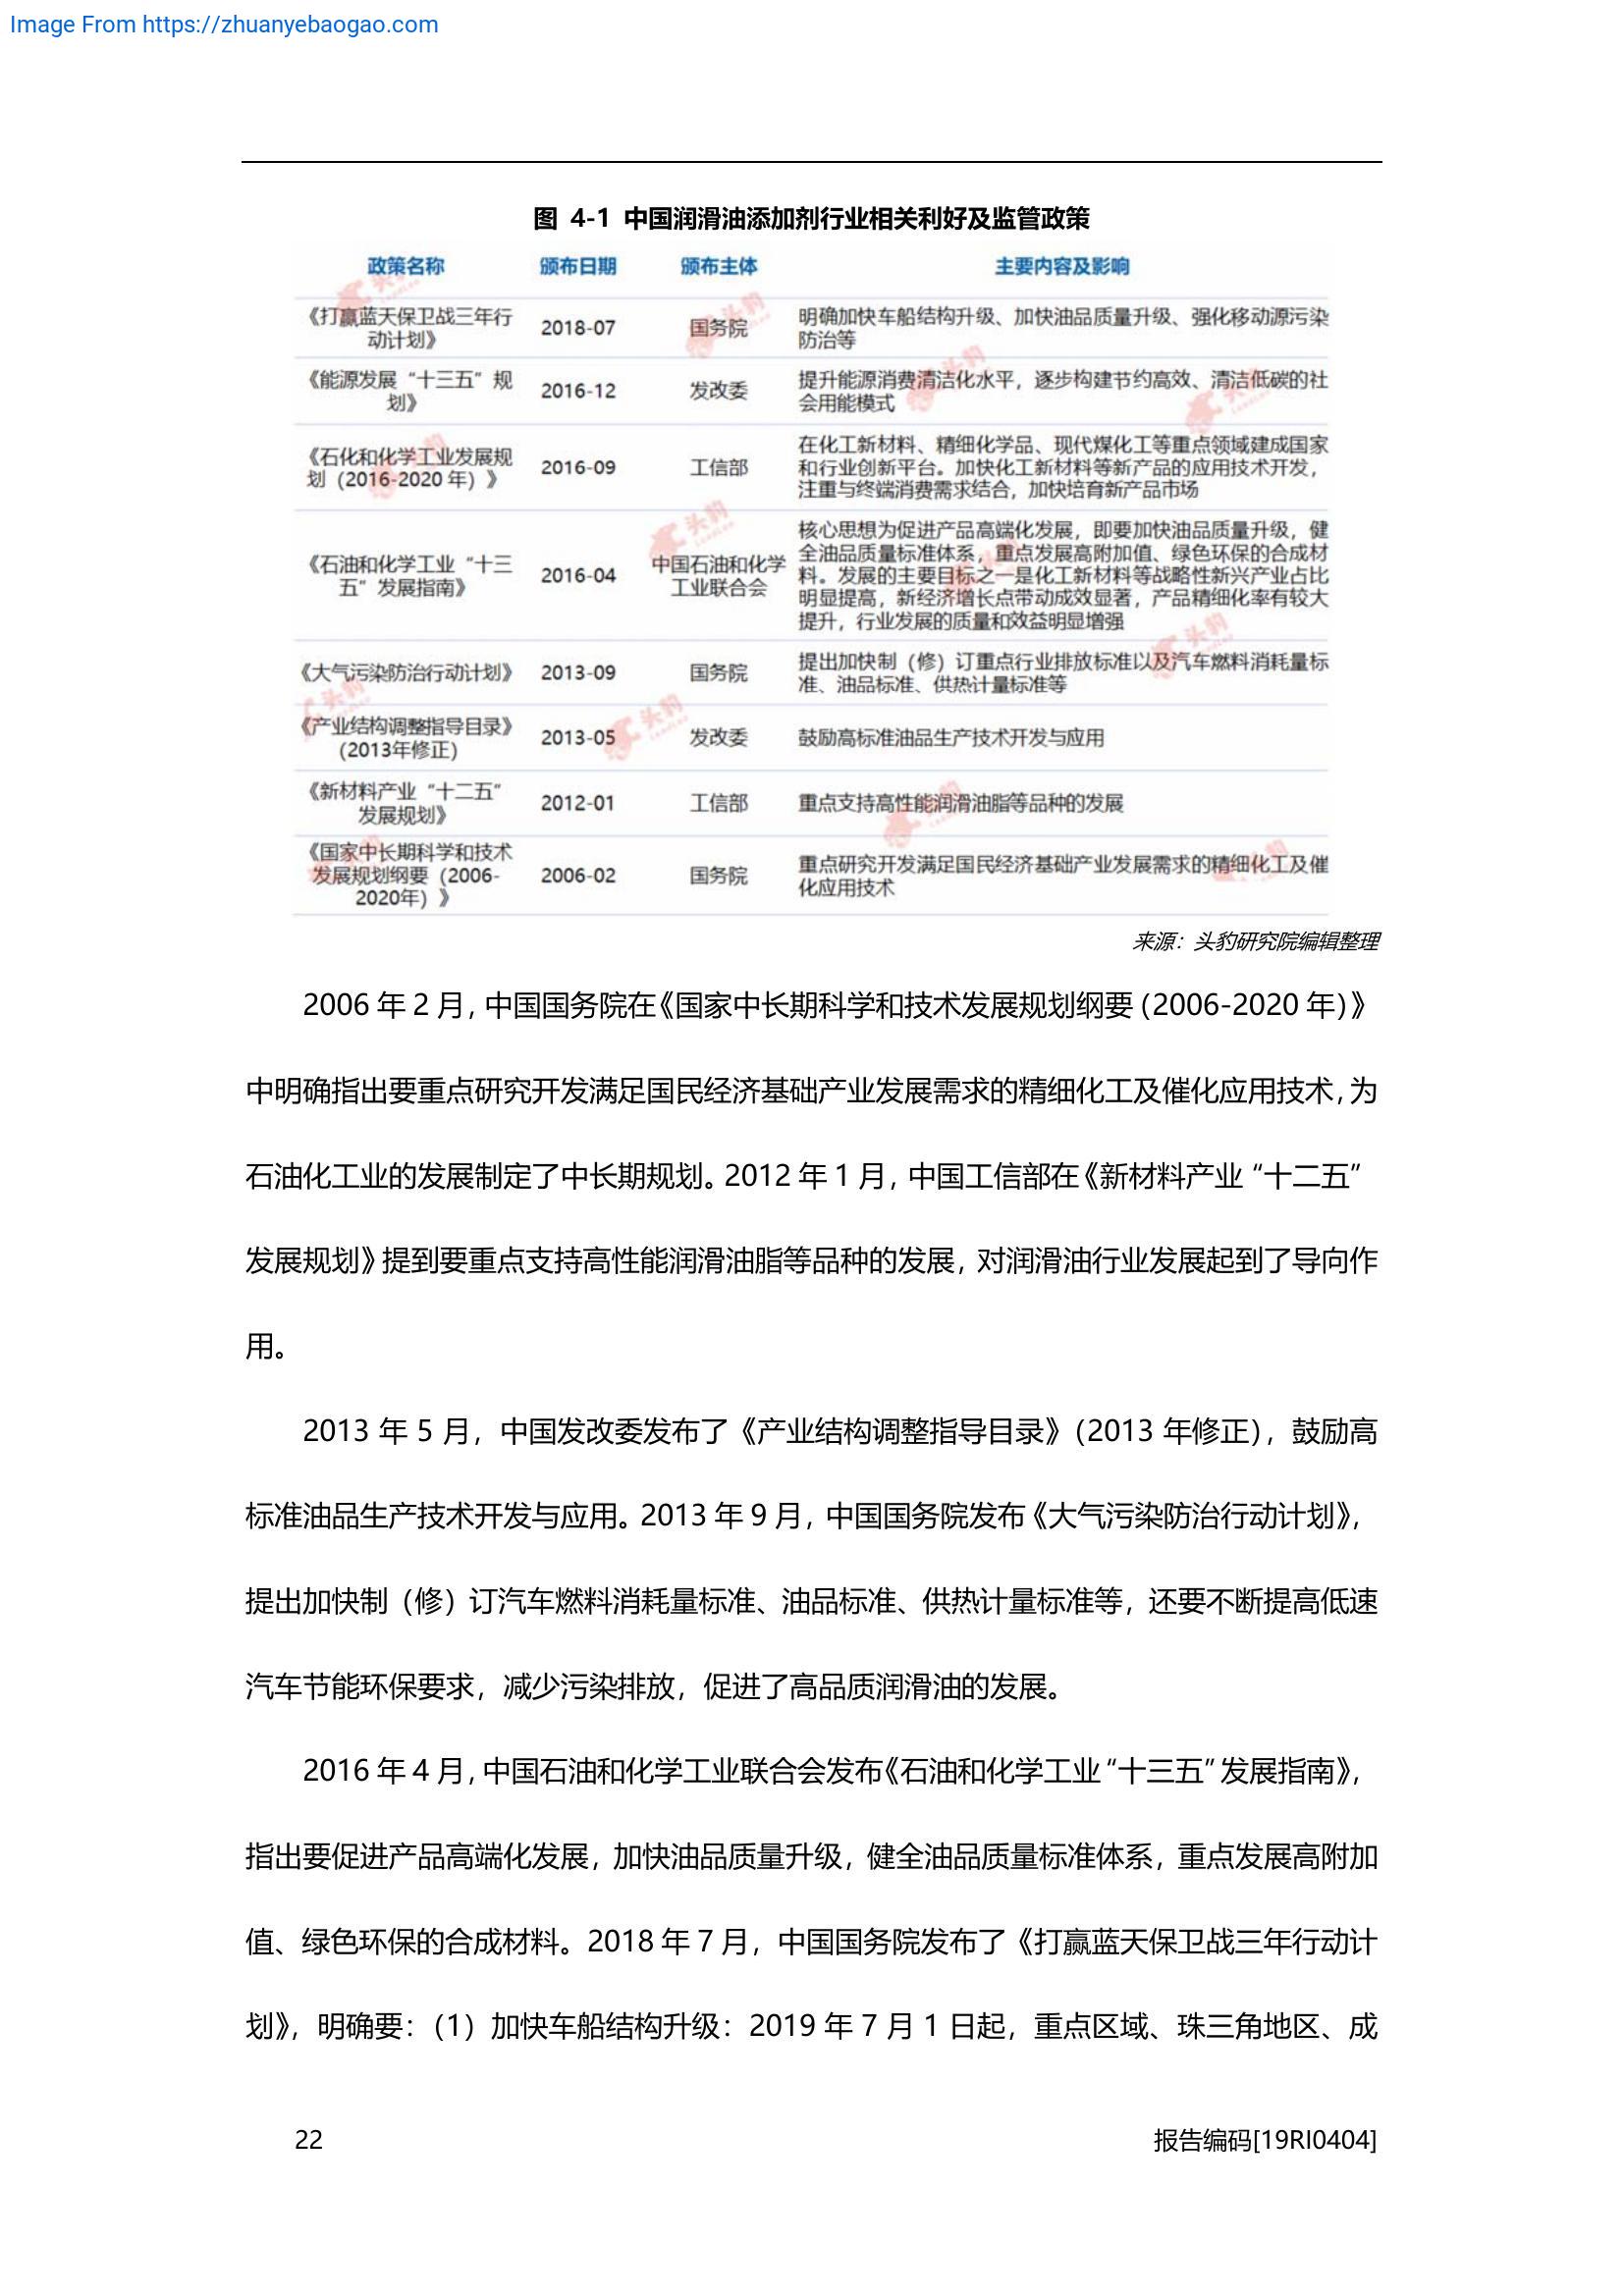 Image From https://zhuanyebaogao.com
图 4-1 中国润滑油添加剂行业相关利好及监管政策
政策名称 颁布日期 颁布主体 主要内容及影响
《打赢蓝天保卫战三年行
动计划》
2018-07
国务院
明确加快车船结构升级、加快油品质量升级、强化移动源污染
防治等
《能源发展“十三五”规
划》
2016-12
发改委
提升能源消费清洁化水平，逐步构建节约高效、清洁低碳的社
会用能模式
《石化和化学工业发展规
划（2016-2020 年）》
2016-09
工信部
在化工新材料、精细化学品、现代煤化工等重点领域建成国家
和行业创新平台。加快化工新材料等新产品的应用技术开发，
注重与终端消费需求结合，加快培育新产品市场
《石油和化学工业“十三
五”发展指南》
2016-04
中国石油和化学
工业联合会
核心思想为促进产品高端化发展，即要加快油品质量升级，健
全油品质量标准体系，重点发展高附加值、绿色环保的合成材
料。发展的主要目标之一是化工新材料等战略性新兴产业占比
明显提高，新经济增长点带动成效显著，产品精细化率有较大
提升，行业发展的质量和效益明显增强
《大气污染防治行动计划》
2013-09
国务院
提出加快制（修）订重点行业排放标准以及汽车燃料消耗量标
准、油品标准、供热计量标准等
《产业结构调整指导目录》
（2013年修正）
2013-05
发改委
鼓励高标准油品生产技术开发与应用
《新材料产业“十二五”
发展规划》
2012-01
工信部
重点支持高性能润滑油脂等品种的发展
《国家中长期科学和技术
发展规划纲要（2006-
2020年）》
2006-02
国务院
重点研究开发满足国民经济基础产业发展需求的精细化工及催
化应用技术
来源：头豹研究院编辑整理
2006 年 2 月，中国国务院在《国家中长期科学和技术发展规划纲要（2006-2020 年）》
中明确指出要重点研究开发满足国民经济基础产业发展需求的精细化工及催化应用技术，为
石油化工业的发展制定了中长期规划。2012 年 1 月，中国工信部在《新材料产业“十二五”
发展规划》提到要重点支持高性能润滑油脂等品种的发展，对润滑油行业发展起到了导向作
用。
2013 年 5 月，中国发改委发布了《产业结构调整指导目录》（2013 年修正），鼓励高
标准油品生产技术开发与应用。2013 年 9 月，中国国务院发布《大气污染防治行动计划》，
提出加快制（修）订汽车燃料消耗量标准、油品标准、供热计量标准等，还要不断提高低速
汽车节能环保要求，减少污染排放，促进了高品质润滑油的发展。
2016 年 4 月，中国石油和化学工业联合会发布《石油和化学工业“十三五”发展指南》，
指出要促进产品高端化发展，加快油品质量升级，健全油品质量标准体系，重点发展高附加
值、绿色环保的合成材料。2018 年 7 月，中国国务院发布了《打赢蓝天保卫战三年行动计
划》，明确要：（1）加快车船结构升级：2019 年 7 月 1 日起，重点区域、珠三角地区、成
22
报告编码[19RI0404]